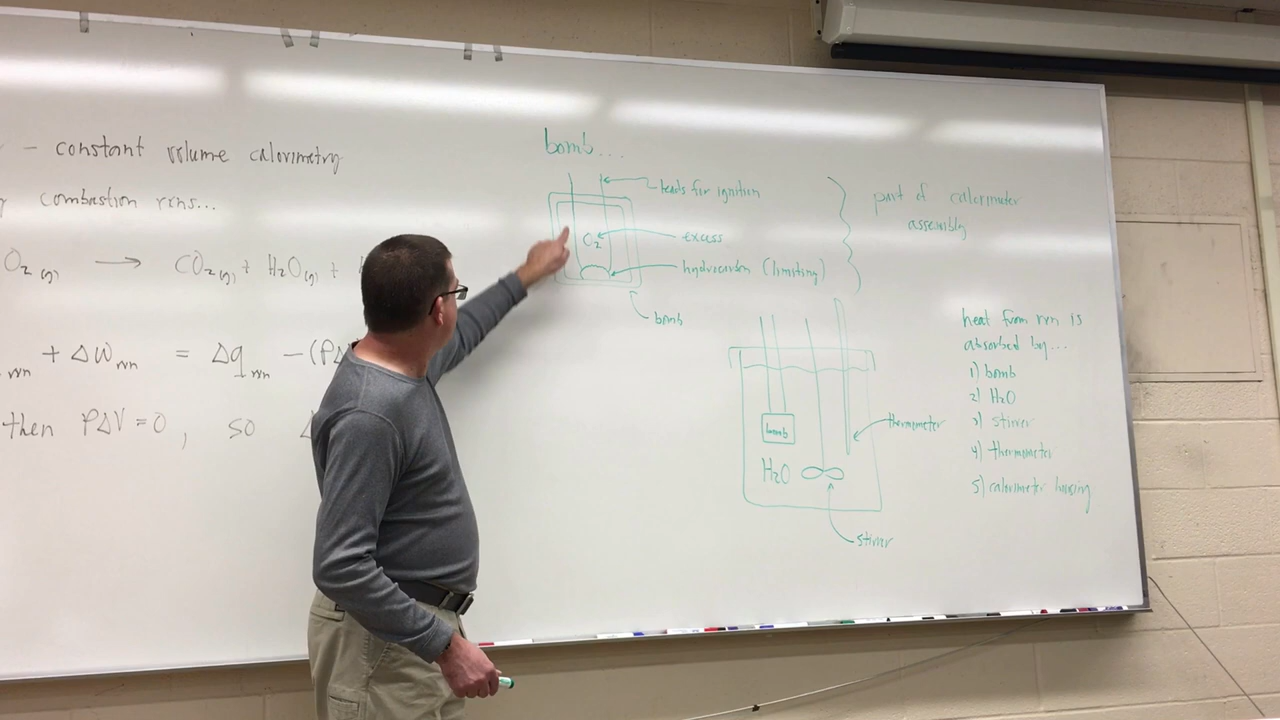 - constant volume calorimetry
combustion rxns...
O₂(g) → CO₂(g) + H₂O(g) +
rxn + Δw rxn = Δq rxn - (PΔ
then PΔV = 0, so
bomb...
leads for ignition
O₂
excess
hydrocarbon (limiting)
bomb
part of calorimeter
assembly
bomb
H₂O
thermometer
stirrer
heat from rxn is
absorbed by...
1) bomb
2) H₂O
3) stirrer
4) thermometer
5) calorimeter housing